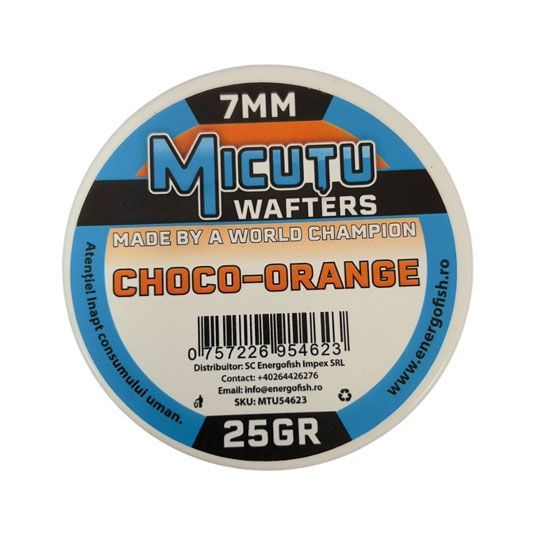 7MM
MICUȚU
WAFTERS
MADE BY A WORLD CHAMPION
CHOCO-ORANGE
0 757226 954623
Distribuitor: SC Energofish Impex SRL
Contact: +40264426276
Email: info@energofish.ro
SKU: MTU54623
25GR
Atenție! Inapt consumului uman.
www.energofish.ro